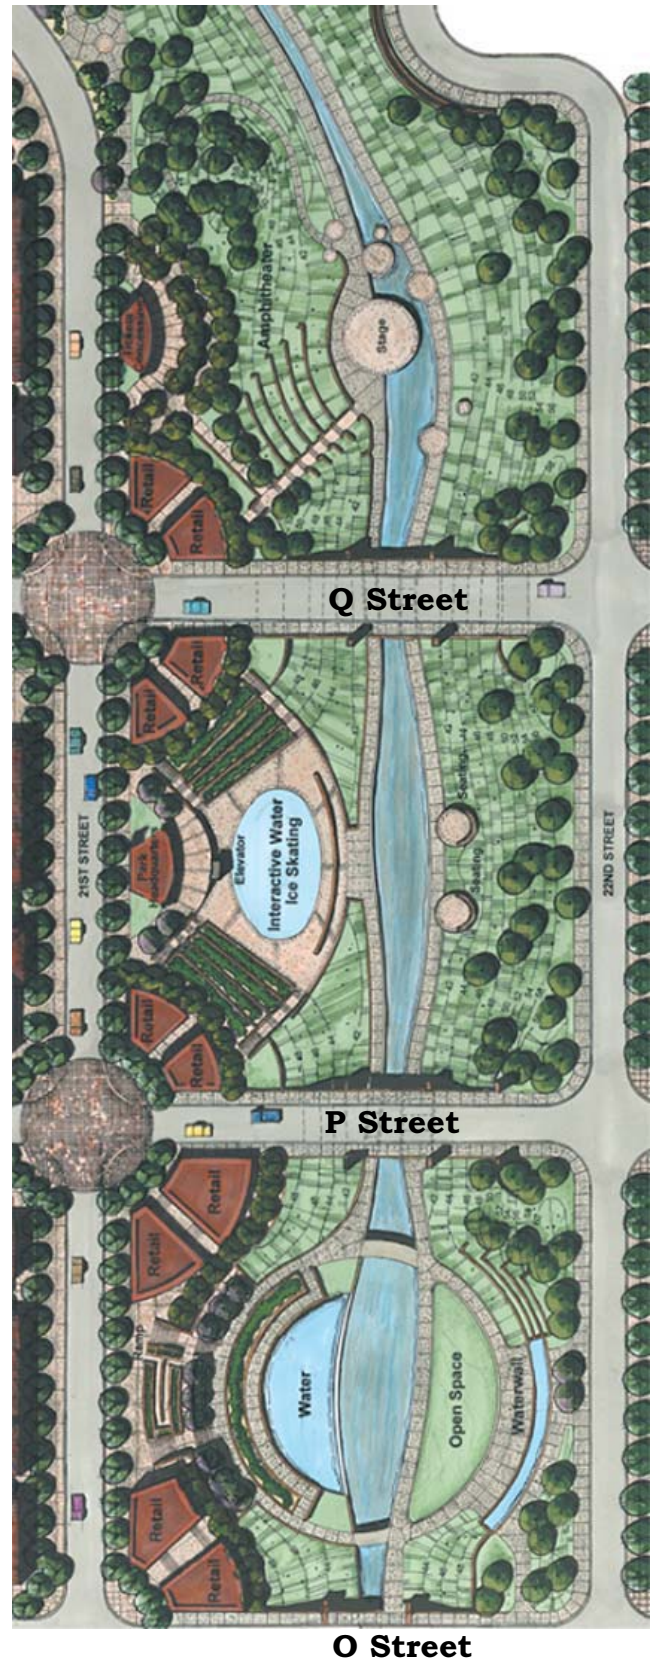 Amphitheater
Stage
Retail
Retail
Q Street
Retail
Retail
Seating
Seating
21ST STREET
Park
Headquarters
Elevator
Interactive Water
Ice Skating
22ND STREET
Retail
Retail
P Street
Retail
Retail
Ramp
Water
Open Space
Waterwall
Retail
Retail
O Street